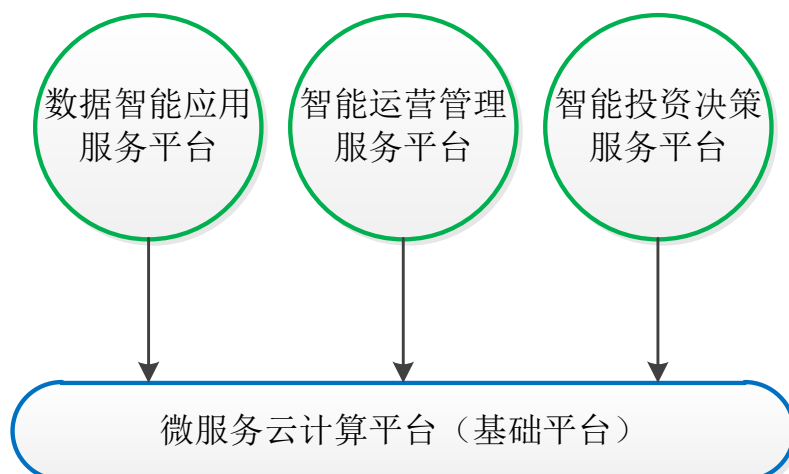 数据智能应用
服务平台
智能运营管理
服务平台
智能投资决策
服务平台
微服务云计算平台（基础平台）